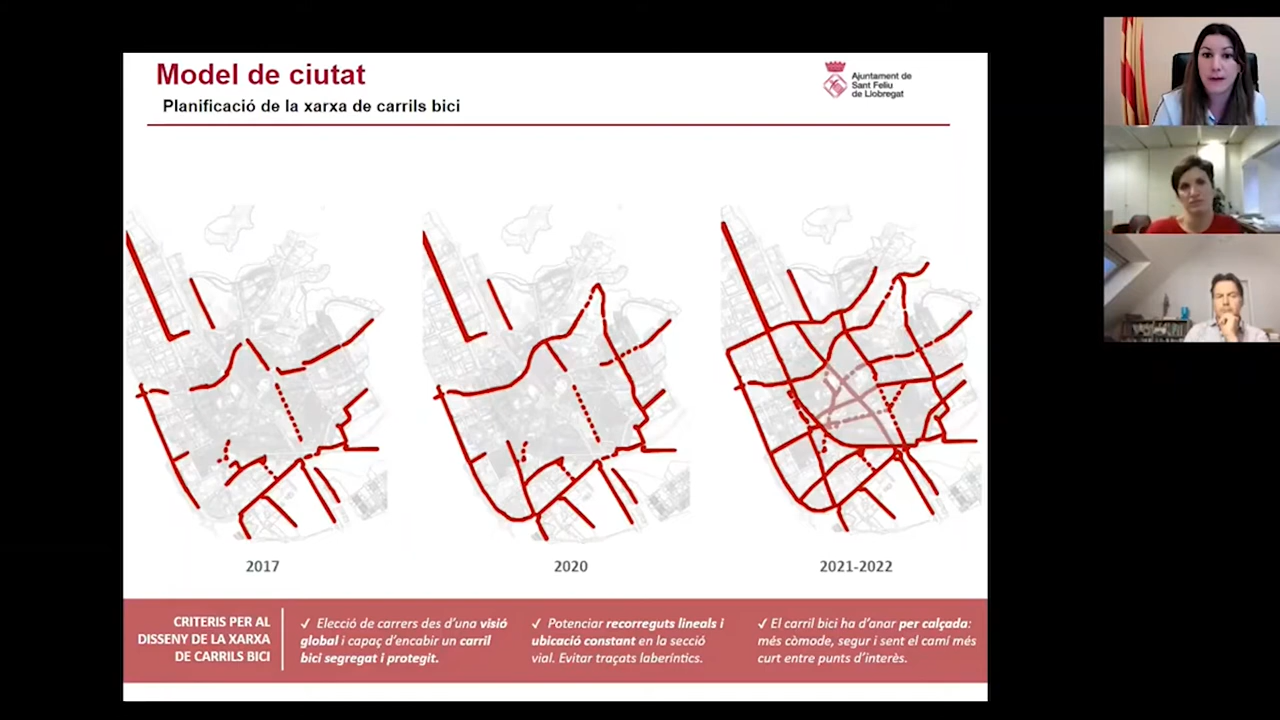 Model de ciutat
Planificació de la xarxa de carrils bici
Ajuntament de
Sant Feliu
de Llobregat
2017
2020
2021-2022
CRITERIS PER AL
DISSENY DE LA XARXA
DE CARRILS BICI
✓ Elecció de carrers des d'una visió
global i capaç d'encabir un carril
bici segregat i protegit.
✓ Potenciar recorreguts lineals i
ubicació constant en la secció
vial. Evitar traçats laberíntics.
✓ El carril bici ha d'anar per calçada:
més còmode, segur i sent el camí més
curt entre punts d'interès.